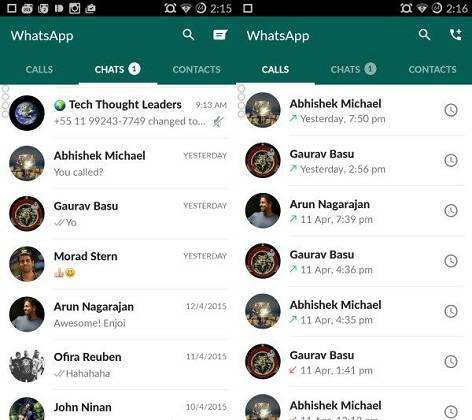 2:15
WhatsApp
CALLS CHATS 1 CONTACTS
Tech Thought Leaders 9:13 AM
+55 11 99243-7749 changed to...
Abhishek Michael YESTERDAY
You called?
Gaurav Basu YESTERDAY
Yo
Morad Stern YESTERDAY
Arun Nagarajan 12/4/2015
Awesome! Enjoi
Ofira Reuben 11/4/2015
Hahahaha
John Ninan 10/4/2015
2:16
WhatsApp
CALLS CHATS 1 CONTACTS
Abhishek Michael
Yesterday, 7:50 pm
Gaurav Basu
Yesterday, 2:56 pm
Arun Nagarajan
11 Apr, 7:39 pm
Gaurav Basu
11 Apr, 4:36 pm
Abhishek Michael
11 Apr, 4:35 pm
Gaurav Basu
11 Apr, 1:41 pm
Abhishek Michael